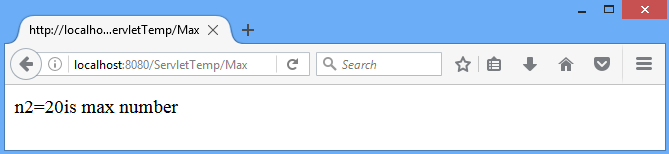 http://localho...ervletTemp/Max
localhost:8080/ServletTemp/Max
Search
n2=20is max number